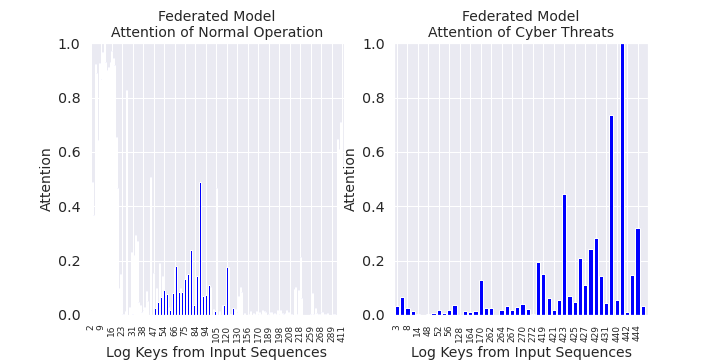 Federated Model
Attention of Normal Operation
Attention
1.0
0.8
0.6
0.4
0.2
0.0
2 9 16 23 31 38 47 54 66 75 84 94 105 120 130 156 170 189 198 208 218 259 268 289 411
Log Keys from Input Sequences
Federated Model
Attention of Cyber Threats
Attention
1.0
0.8
0.6
0.4
0.2
0.0
3 8 14 48 52 56 128 164 170 262 264 267 270 272 419 421 423 425 427 429 431 440 442 444
Log Keys from Input Sequences